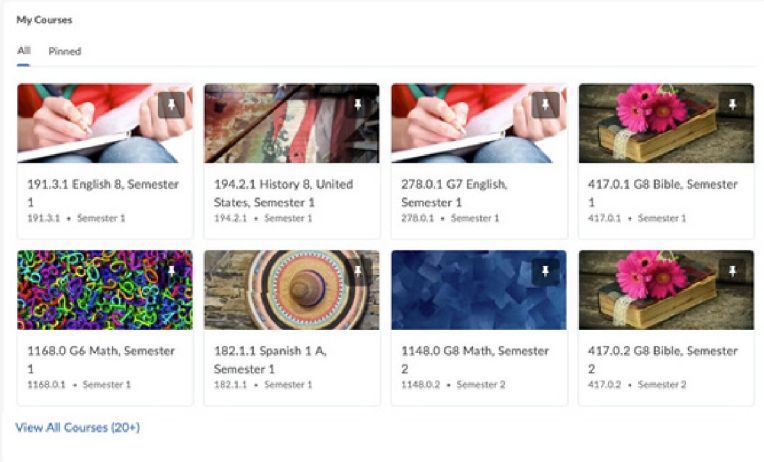 My Courses
All Pinned
191.3.1 English 8, Semester
1
191.3.1 • Semester 1
194.2.1 History 8, United
States, Semester 1
194.2.1 • Semester 1
278.0.1 G7 English,
Semester 1
278.0.1 • Semester 1
417.0.1 G8 Bible, Semester
1
417.0.1 • Semester 1
1168.0 G6 Math, Semester
1
1168.0.1 • Semester 1
182.1.1 Spanish 1 A,
Semester 1
182.1.1 • Semester 1
1148.0 G8 Math, Semester
2
1148.0.2 • Semester 2
417.0.2 G8 Bible, Semester
2
417.0.2 • Semester 2
View All Courses (20+)